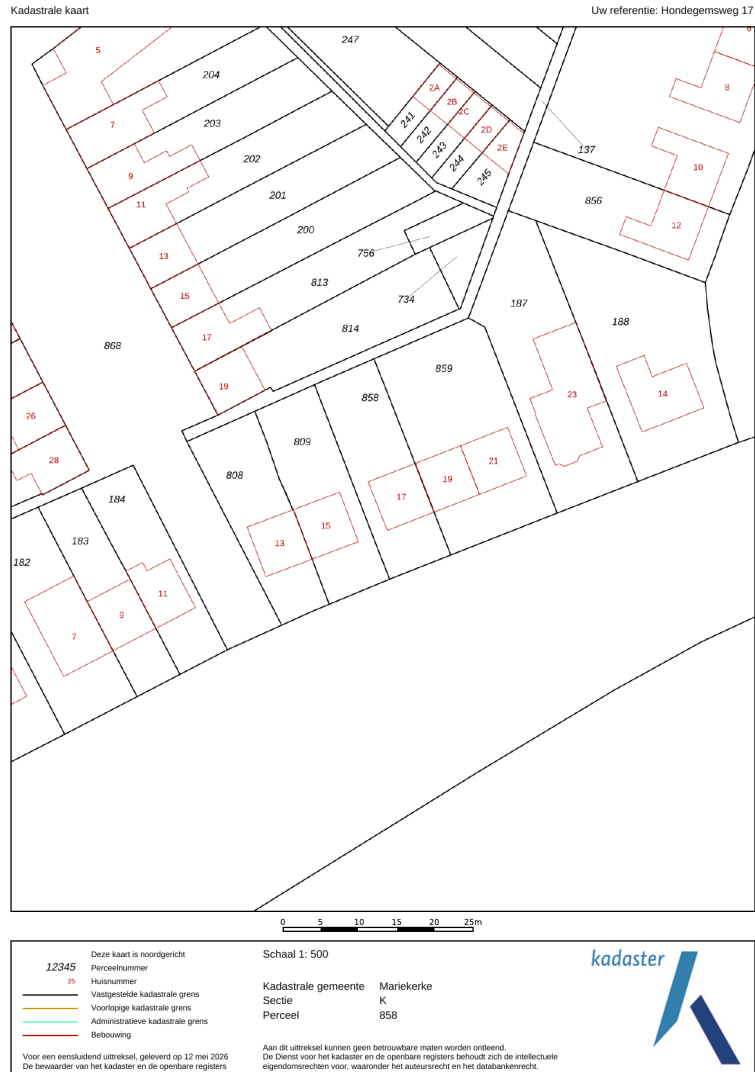 Kadastrale kaart
Uw referentie: Hondegemsweg 17
5
204
247
6
8
7
203
2A
2B
2C
2D
2E
241
242
243
244
245
137
9
202
10
11
201
856
12
200
13
756
15
813
734
187
17
814
188
868
19
859
858
14
23
26
809
21
28
808
19
17
184
15
183
13
182
11
9
7
0 5 10 15 20 25m
Deze kaart is noordgericht
12345 Perceelnummer
25 Huisnummer
Vastgestelde kadastrale grens
Voorlopige kadastrale grens
Administratieve kadastrale grens
Bebouwing
Voor een eensluidend uittreksel, geleverd op 12 mei 2026
De bewaarder van het kadaster en de openbare registers
Schaal 1: 500
Kadastrale gemeente Mariekerke
Sectie K
Perceel 858
Aan dit uittreksel kunnen geen betrouwbare maten worden ontleend.
De Dienst voor het kadaster en de openbare registers behoudt zich de intellectuele
eigendomsrechten voor, waaronder het auteursrecht en het databankenrecht.
kadaster